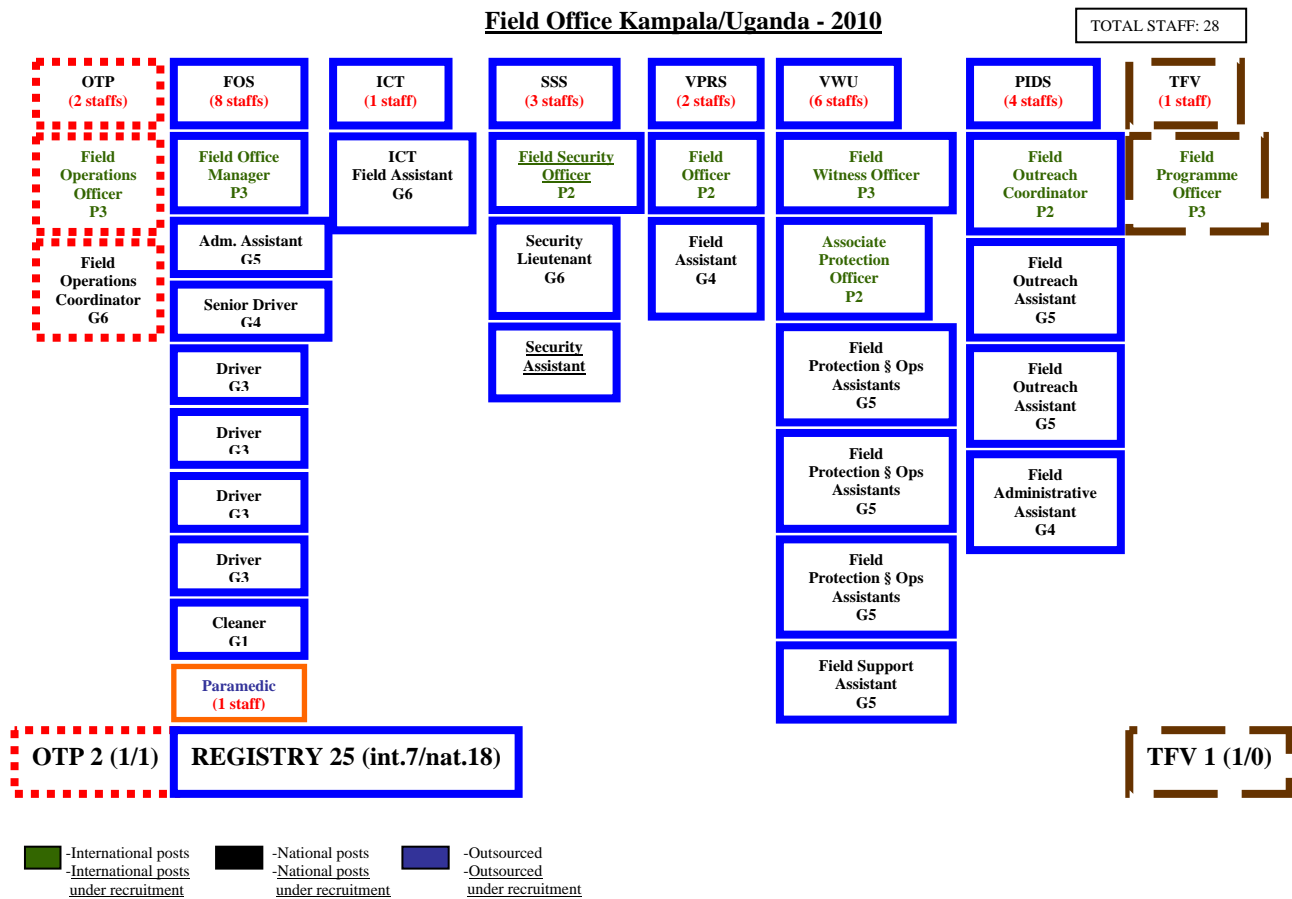 Field Office Kampala/Uganda - 2010
TOTAL STAFF: 28
OTP
(2 staffs)
Field
Operations
Officer
P3
Field
Operations
Coordinator
G6
FOS
(8 staffs)
Field Office
Manager
P3
Adm. Assistant
G5
Senior Driver
G4
Driver
G3
Driver
G3
Driver
G3
Driver
G3
Cleaner
G1
Paramedic
(1 staff)
ICT
(1 staff)
ICT
Field Assistant
G6
SSS
(3 staffs)
Field Security
Officer
P2
Security
Lieutenant
G6
Security
Assistant
VPRS
(2 staffs)
Field
Officer
P2
Field
Assistant
G4
VWU
(6 staffs)
Field
Witness Officer
P3
Associate
Protection
Officer
P2
Field
Protection § Ops
Assistants
G5
Field
Protection § Ops
Assistants
G5
Field
Protection § Ops
Assistants
G5
Field Support
Assistant
G5
PIDS
(4 staffs)
Field
Outreach
Coordinator
P2
Field
Outreach
Assistant
G5
Field
Outreach
Assistant
G5
Field
Administrative
Assistant
G4
TFV
(1 staff)
Field
Programme
Officer
P3
OTP 2 (1/1)
REGISTRY 25 (int.7/nat.18)
TFV 1 (1/0)
-International posts
-International posts
under recruitment
-National posts
-National posts
under recruitment
-Outsourced
-Outsourced
under recruitment